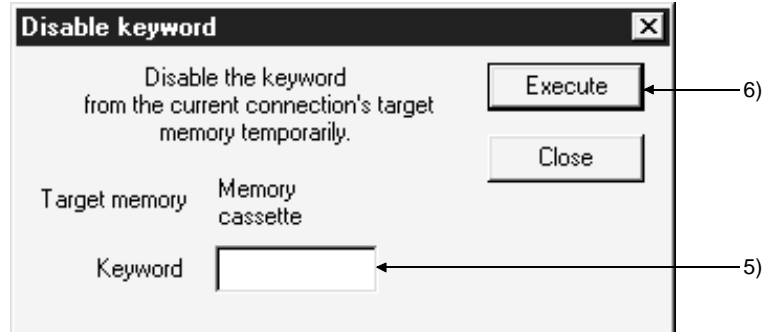 Disable keyword
Disable the keyword
from the current connection's target
memory temporarily.
Execute
6)
Close
Target memory
Memory
cassette
Keyword
5)